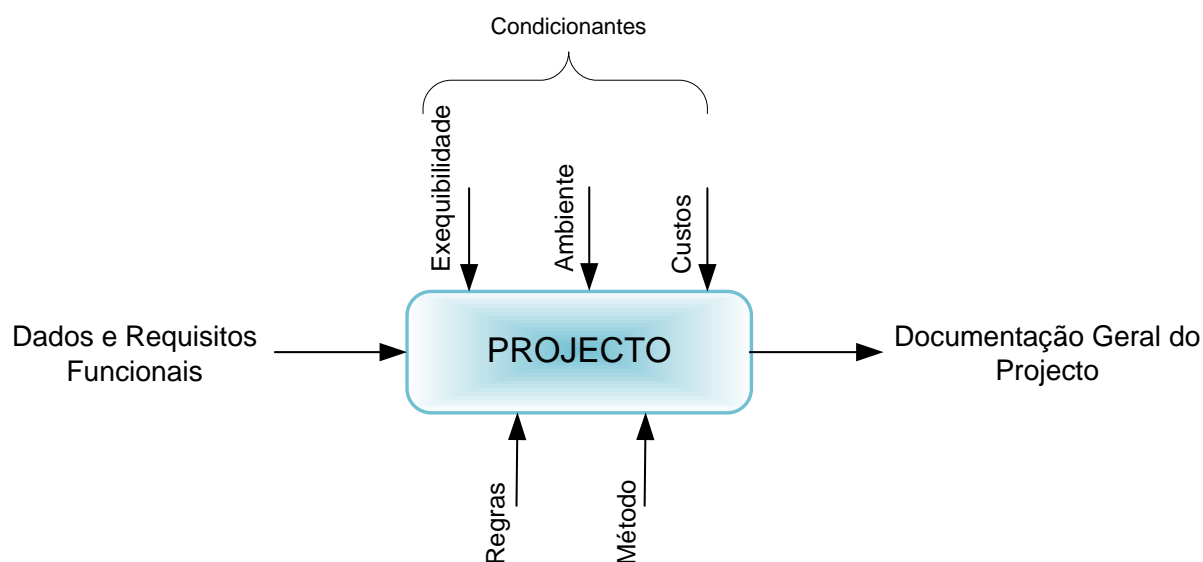 Condicionantes
Exequibilidade
Ambiente
Custos
Dados e Requisitos
Funcionais
PROJECTO
Documentação Geral do
Projecto
Regras
Método